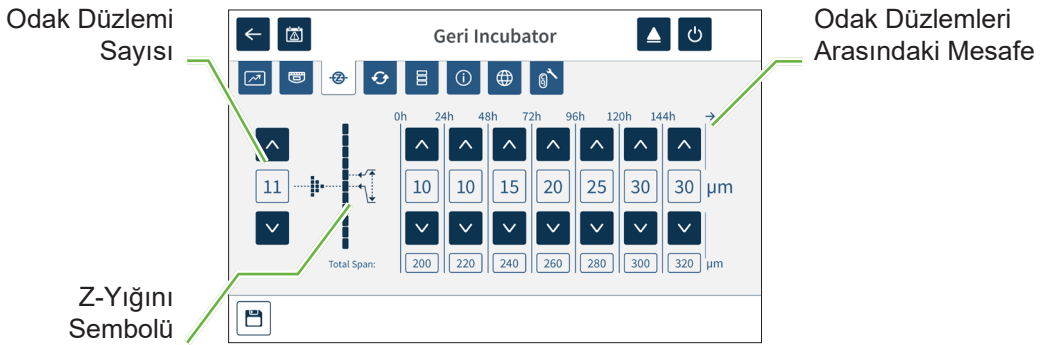 Odak Düzlemi
Sayısı
Geri Incubator
Odak Düzlemleri
Arasındaki Mesafe
0h 24h 48h 72h 96h 120h 144h →
11 10 10 15 20 25 30 30 µm
Total Span: 200 220 240 260 280 300 320 µm
Z-Yığını
Sembolü